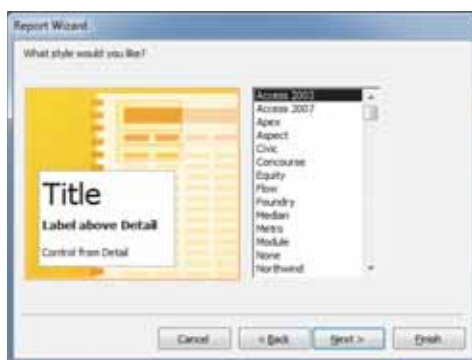 Report Wizard
What style would you like?
Title
Label above Detail
Control from Detail
Access 2003
Access 2007
Apex
Aspect
Civic
Concourse
Equity
Flow
Foundry
Median
Metro
Module
None
Northwind
Cancel
< Back
Next >
Finish